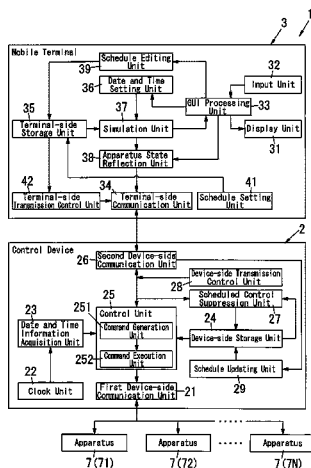 1
3
Mobile Terminal
Schedule Editing
Unit
39
32
Date and Time
Setting Unit
36
Input Unit
35
37
GUI Processing
Unit
33
Terminal-side
Storage Unit
Simulation Unit
Display Unit
31
Apparatus State
Reflection Unit
38
42
34
41
Terminal-side
Transmission Control Unit
Terminal-side
Communication Unit
Schedule Setting
Unit
2
Control Device
Second Device-side
Communication Unit
26
Device-side Transmission
Control Unit
28
25
251
Control Unit
Scheduled Control
Suppression Unit
27
23
Command Generation
Unit
24
Date and Time
Information
Acquisition Unit
Device-side Storage Unit
252
Command Execution
Unit
22
Schedule Updating Unit
29
Clock Unit
First Device-side
Communication Unit
21
Apparatus
Apparatus
Apparatus
7(71)
7(72)
7(7N)